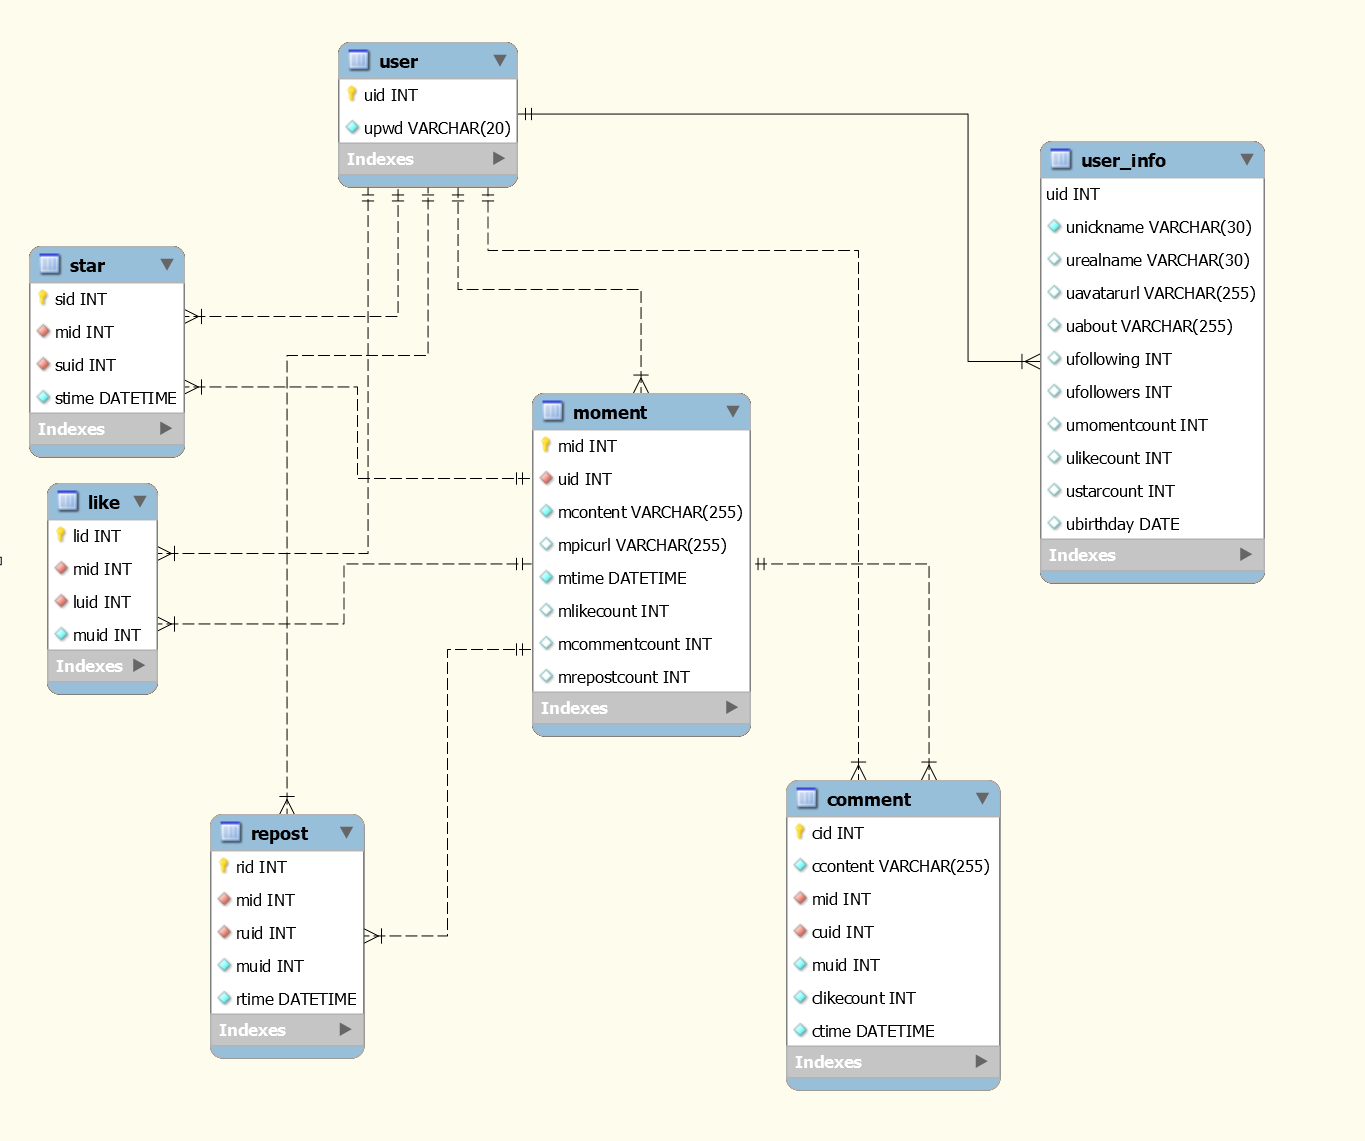 user
uid INT
upwd VARCHAR(20)
Indexes
user_info
uid INT
unickname VARCHAR(30)
urealname VARCHAR(30)
uavatarurl VARCHAR(255)
uabout VARCHAR(255)
ufollowing INT
ufollowers INT
umomentcount INT
ulikecount INT
ustarcount INT
ubirthday DATE
Indexes
star
sid INT
mid INT
suid INT
stime DATETIME
Indexes
moment
mid INT
uid INT
mcontent VARCHAR(255)
mpicurl VARCHAR(255)
mtime DATETIME
mlikecount INT
mcommentcount INT
mrepostcount INT
Indexes
like
lid INT
mid INT
luid INT
muid INT
Indexes
repost
rid INT
mid INT
ruid INT
muid INT
rtime DATETIME
Indexes
comment
cid INT
ccontent VARCHAR(255)
mid INT
cuid INT
muid INT
clikecount INT
ctime DATETIME
Indexes